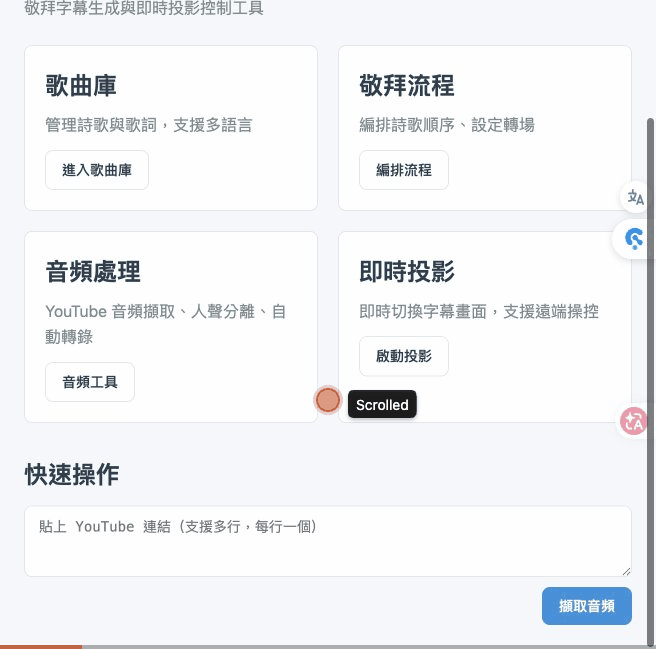 敬拜字幕生成與即時投影控制工具
歌曲庫
管理詩歌與歌詞，支援多語言
進入歌曲庫
敬拜流程
編排詩歌順序、設定轉場
編排流程
音頻處理
YouTube 音頻擷取、人聲分離、自
動轉錄
音頻工具
即時投影
即時切換字幕畫面，支援遠端操控
啟動投影
Scrolled
快速操作
貼上 YouTube 連結（支援多行，每行一個）
擷取音頻